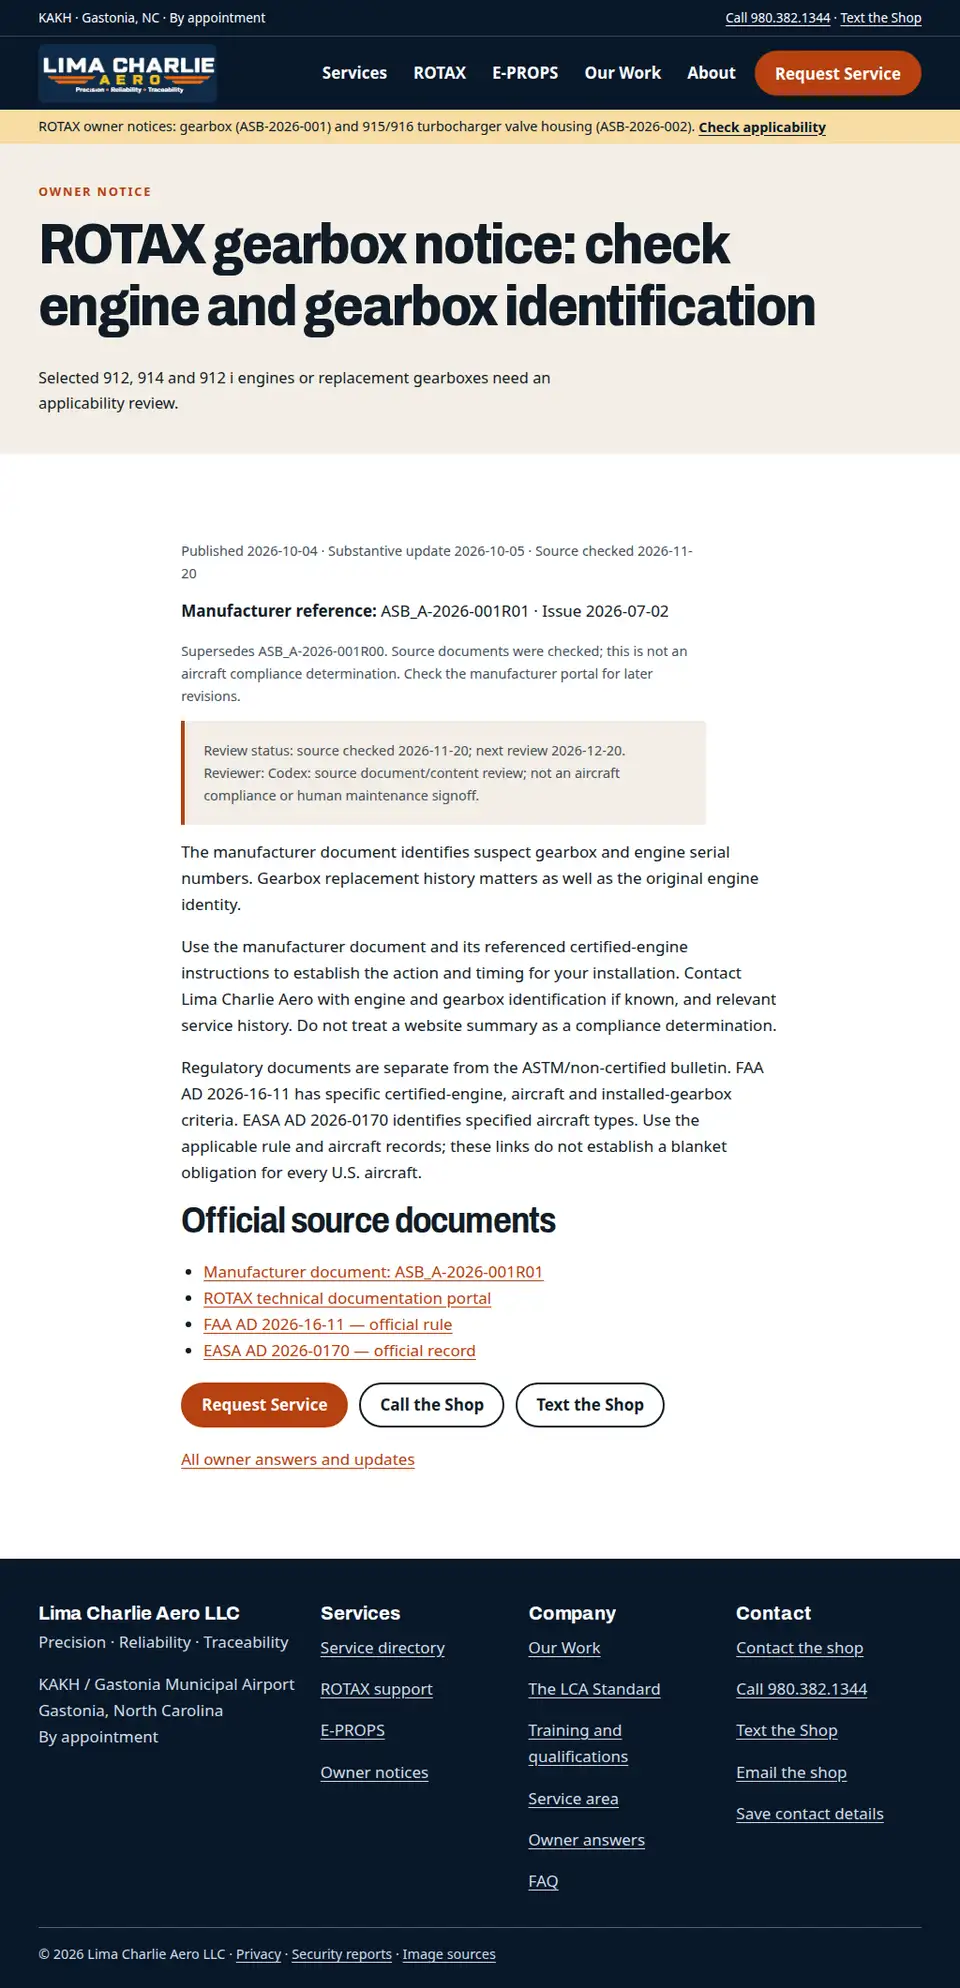 KAKH · Gastonia, NC · By appointment
Call 980.382.1344 · Text the Shop
LIMA CHARLIE
AERO
Precision • Reliability • Traceability
Services ROTAX E-PROPS Our Work About Request Service
ROTAX owner notices: gearbox (ASB-2026-001) and 915/916 turbocharger valve housing (ASB-2026-002). Check applicability
OWNER NOTICE
ROTAX gearbox notice: check
engine and gearbox identification
Selected 912, 914 and 912 i engines or replacement gearboxes need an
applicability review.
Published 2026-10-04 · Substantive update 2026-10-05 · Source checked 2026-11-
20
Manufacturer reference: ASB_A-2026-001R01 · Issue 2026-07-02
Supersedes ASB_A-2026-001R00. Source documents were checked; this is not an
aircraft compliance determination. Check the manufacturer portal for later
revisions.
Review status: source checked 2026-11-20; next review 2026-12-20.
Reviewer: Codex: source document/content review; not an aircraft
compliance or human maintenance signoff.
The manufacturer document identifies suspect gearbox and engine serial
numbers. Gearbox replacement history matters as well as the original engine
identity.
Use the manufacturer document and its referenced certified-engine
instructions to establish the action and timing for your installation. Contact
Lima Charlie Aero with engine and gearbox identification if known, and relevant
service history. Do not treat a website summary as a compliance determination.
Regulatory documents are separate from the ASTM/non-certified bulletin. FAA
AD 2026-16-11 has specific certified-engine, aircraft and installed-gearbox
criteria. EASA AD 2026-0170 identifies specified aircraft types. Use the
applicable rule and aircraft records; these links do not establish a blanket
obligation for every U.S. aircraft.
Official source documents
Manufacturer document: ASB_A-2026-001R01
ROTAX technical documentation portal
FAA AD 2026-16-11 — official rule
EASA AD 2026-0170 — official record
Request Service Call the Shop Text the Shop
All owner answers and updates
Lima Charlie Aero LLC
Precision · Reliability · Traceability
KAKH / Gastonia Municipal Airport
Gastonia, North Carolina
By appointment
Services
Service directory
ROTAX support
E-PROPS
Owner notices
Company
Our Work
The LCA Standard
Training and
qualifications
Service area
Owner answers
FAQ
Contact
Contact the shop
Call 980.382.1344
Text the Shop
Email the shop
Save contact details
© 2026 Lima Charlie Aero LLC · Privacy · Security reports · Image sources